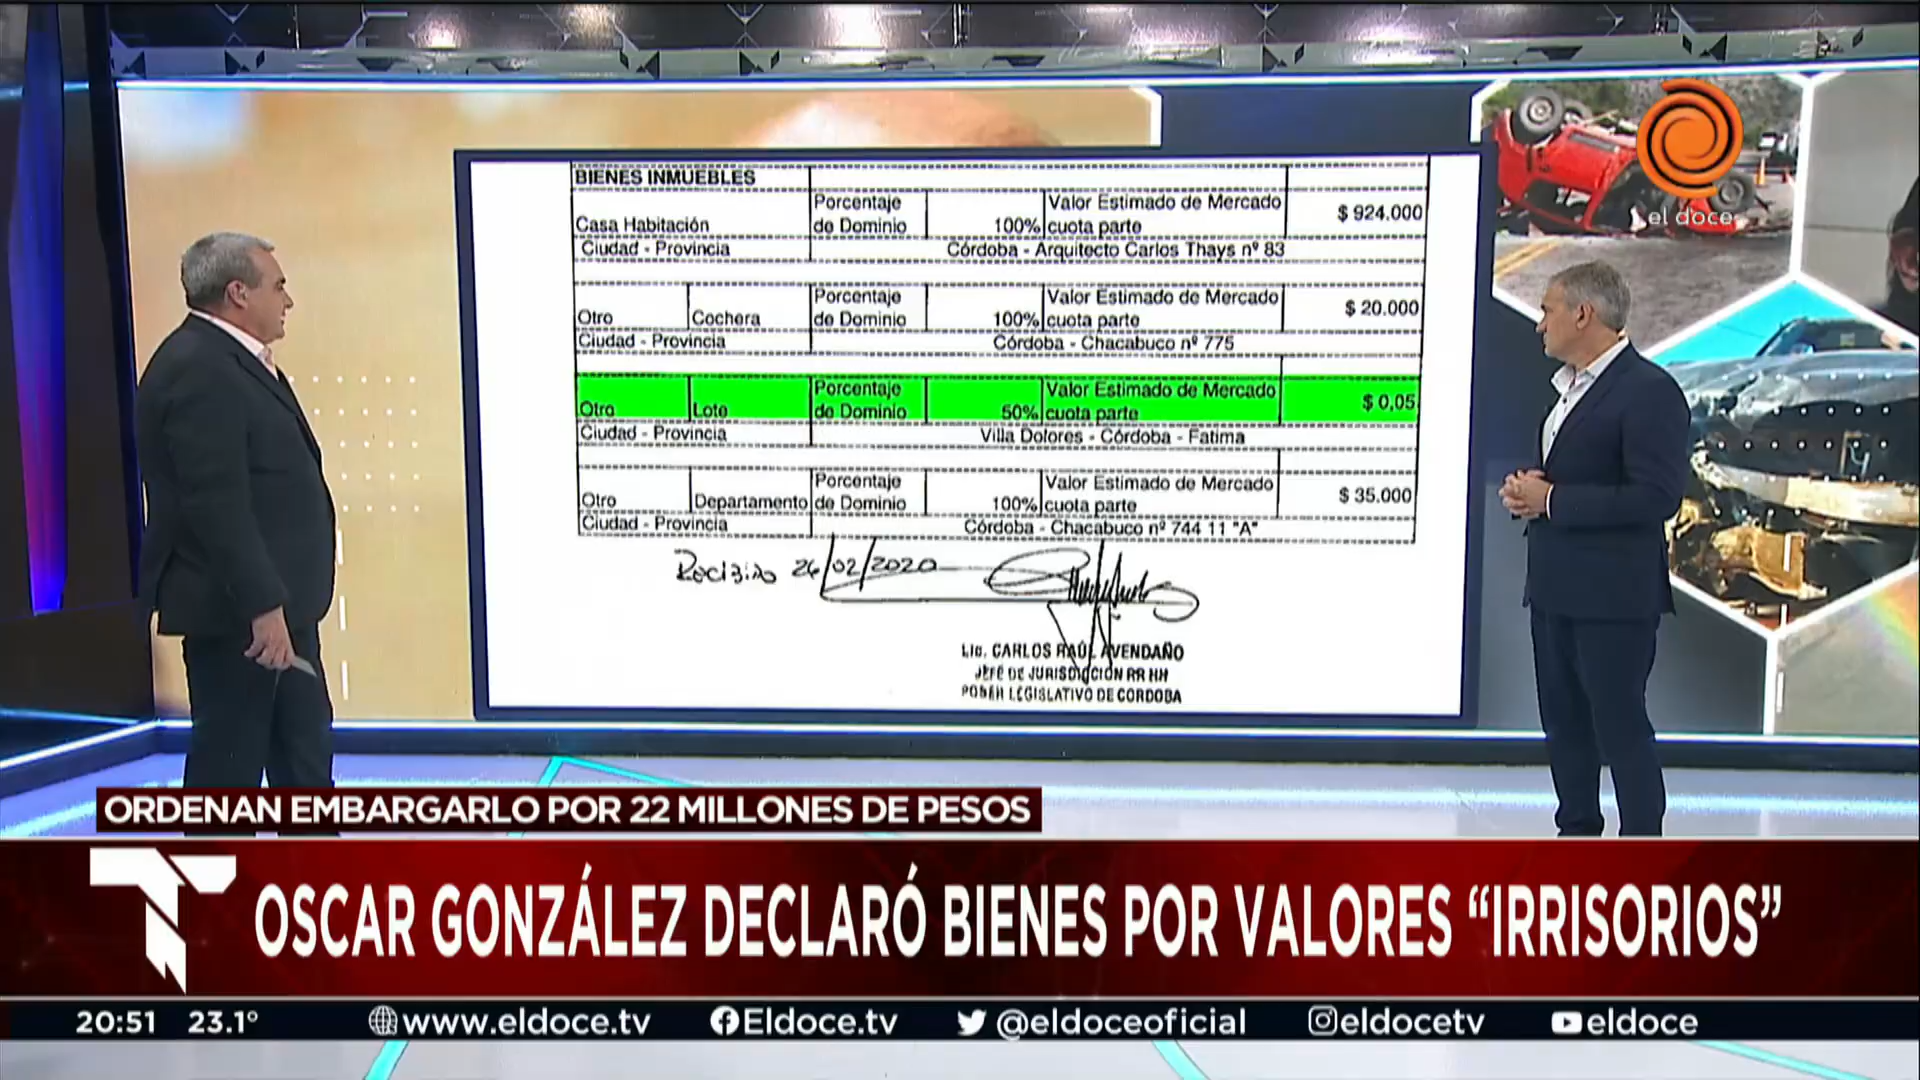 BIENES INMUEBLES
Casa Habitación Porcentaje de Dominio 100% Valor Estimado de Mercado cuota parte $ 924.000
Ciudad - Provincia Córdoba - Arquitecto Carlos Thays nº 83
Otro Cochera Porcentaje de Dominio 100% Valor Estimado de Mercado cuota parte $ 20.000
Ciudad - Provincia Córdoba - Chacabuco nº 775
Otro Lote Porcentaje de Dominio 50% Valor Estimado de Mercado cuota parte $ 0,05
Ciudad - Provincia Villa Dolores - Córdoba - Fatima
Otro Departamento Porcentaje de Dominio 100% Valor Estimado de Mercado cuota parte $ 35.000
Ciudad - Provincia Córdoba - Chacabuco nº 744 11 "A"
Recibido 26/02/2020
Lic. CARLOS RAÚL AVENDAÑO
JEFE DE JURISDICCIÓN RR HH
PODER LEGISLATIVO DE CORDOBA
el doce
ORDENAN EMBARGARLO POR 22 MILLONES DE PESOS
OSCAR GONZÁLEZ DECLARÓ BIENES POR VALORES “IRRISORIOS”
20:51 23.1° www.eldoce.tv Eldoce.tv @eldoceoficial eldocetv eldoce